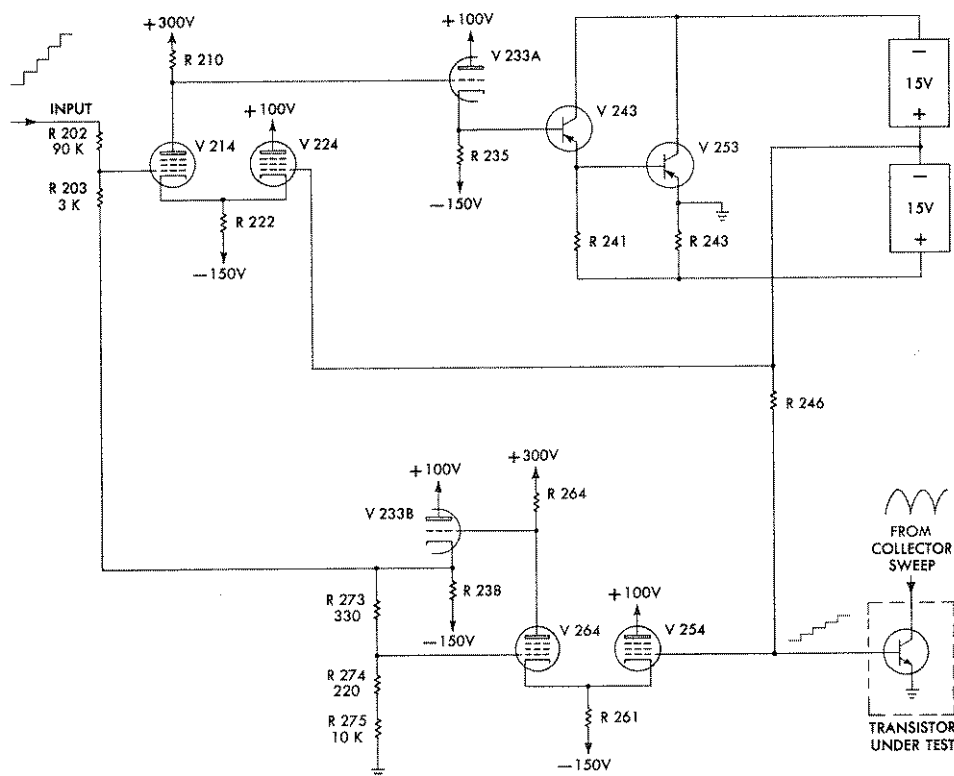 +300V
R 210
+100V
V 233A
INPUT
R 202
90 K
R 203
3 K
V 214
+100V
V 224
R 222
—150V
R 235
—150V
V 243
V 253
R 241
R 243
—
15V
+
—
15V
+
R 246
+100V
V 233B
+300V
R 264
R 238
—150V
R 273
330
R 274
220
R 275
10 K
V 264
+100V
V 254
R 261
—150V
FROM
COLLECTOR
SWEEP
TRANSISTOR
UNDER TEST